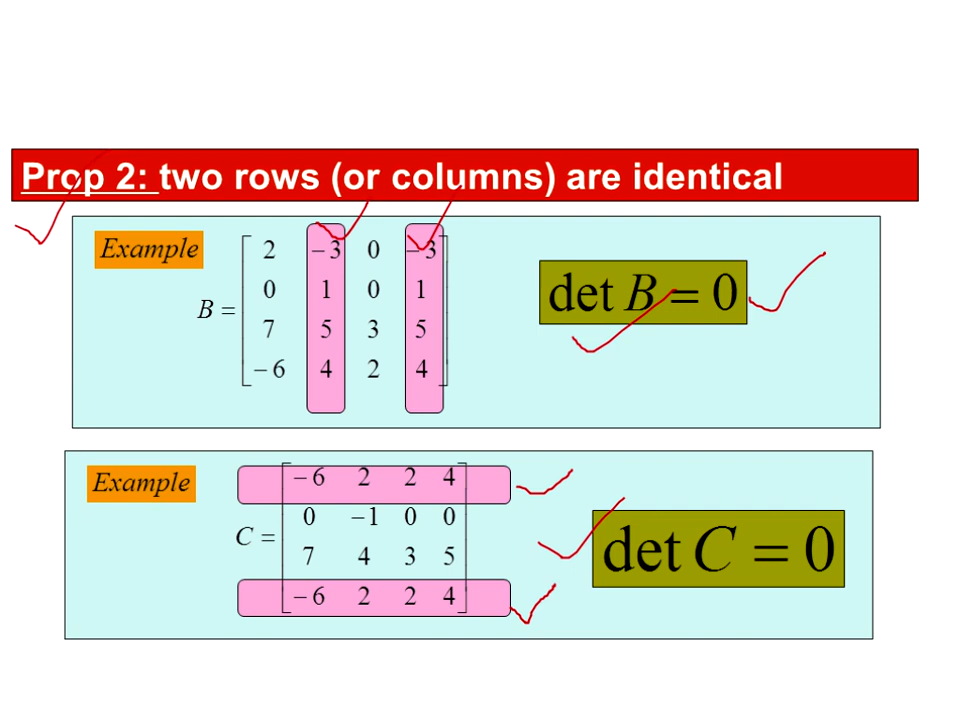 Prop 2: two rows (or columns) are identical
Example
2 −3 0 −3
0 1 0 1
B =
7 5 3 5
−6 4 2 4
det B = 0
Example
−6 2 2 4
0 −1 0 0
C =
7 4 3 5
−6 2 2 4
det C = 0